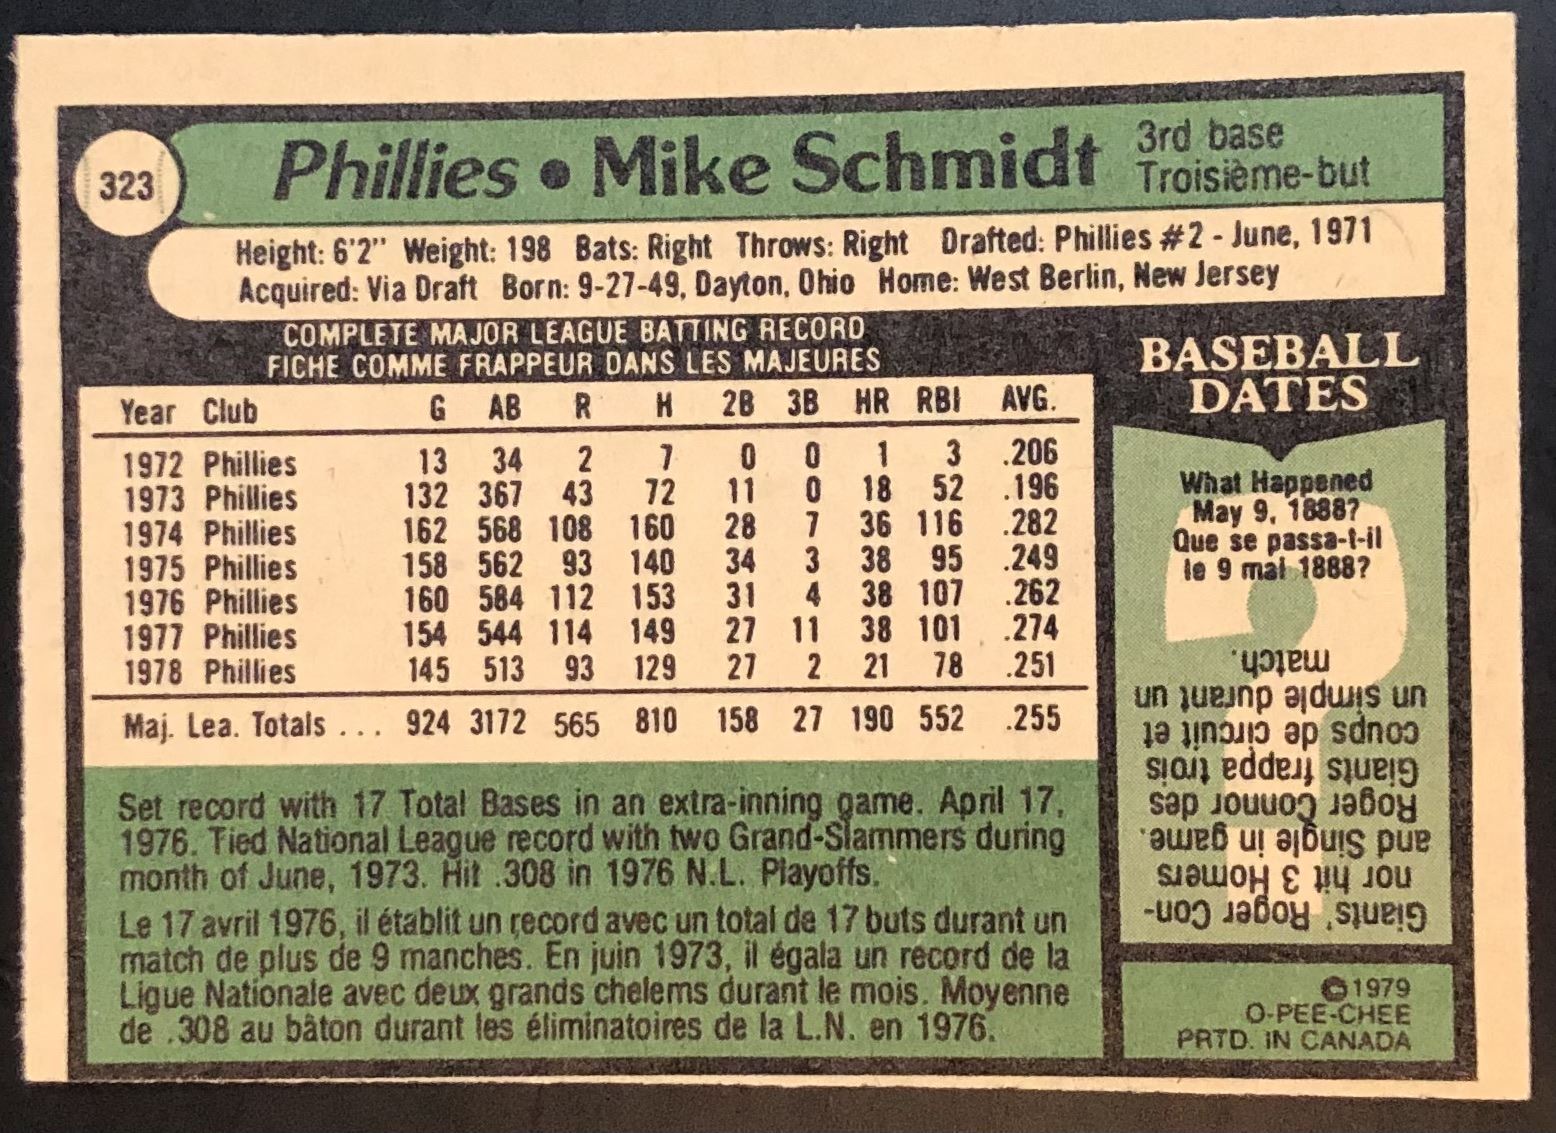 323
Phillies • Mike Schmidt
3rd base
Troisième-but
Height: 6'2" Weight: 198 Bats: Right Throws: Right Drafted: Phillies #2 - June, 1971
Acquired: Via Draft Born: 9-27-49, Dayton, Ohio Home: West Berlin, New Jersey
COMPLETE MAJOR LEAGUE BATTING RECORD
FICHE COMME FRAPPEUR DANS LES MAJEURES
Year Club G AB R H 2B 3B HR RBI AVG.
1972 Phillies 13 34 2 7 0 0 1 3 .206
1973 Phillies 132 367 43 72 11 0 18 52 .196
1974 Phillies 162 568 108 160 28 7 36 116 .282
1975 Phillies 158 562 93 140 34 3 38 95 .249
1976 Phillies 160 584 112 153 31 4 38 107 .262
1977 Phillies 154 544 114 149 27 11 38 101 .274
1978 Phillies 145 513 93 129 27 2 21 78 .251
Maj. Lea. Totals ... 924 3172 565 810 158 27 190 552 .255
Set record with 17 Total Bases in an extra-inning game. April 17,
1976. Tied National League record with two Grand-Slammers during
month of June, 1973. Hit .308 in 1976 N.L. Playoffs.
Le 17 avril 1976, il établit un record avec un total de 17 buts durant un
match de plus de 9 manches. En juin 1973, il égala un record de la
Ligue Nationale avec deux grands chelems durant le mois. Moyenne
de .308 au bâton durant les éliminatoires de la L.N. en 1976.
BASEBALL
DATES
What Happened
May 9, 1888?
Que se passa-t-il
le 9 mai 1888?
Giants', Roger Con-
nor hit 3 Homers
and Single in game.
Roger Connor des
Giants frappa trois
coups de circuit et
un simple durant un
match.
©1979
O-PEE-CHEE
PRTD. IN CANADA